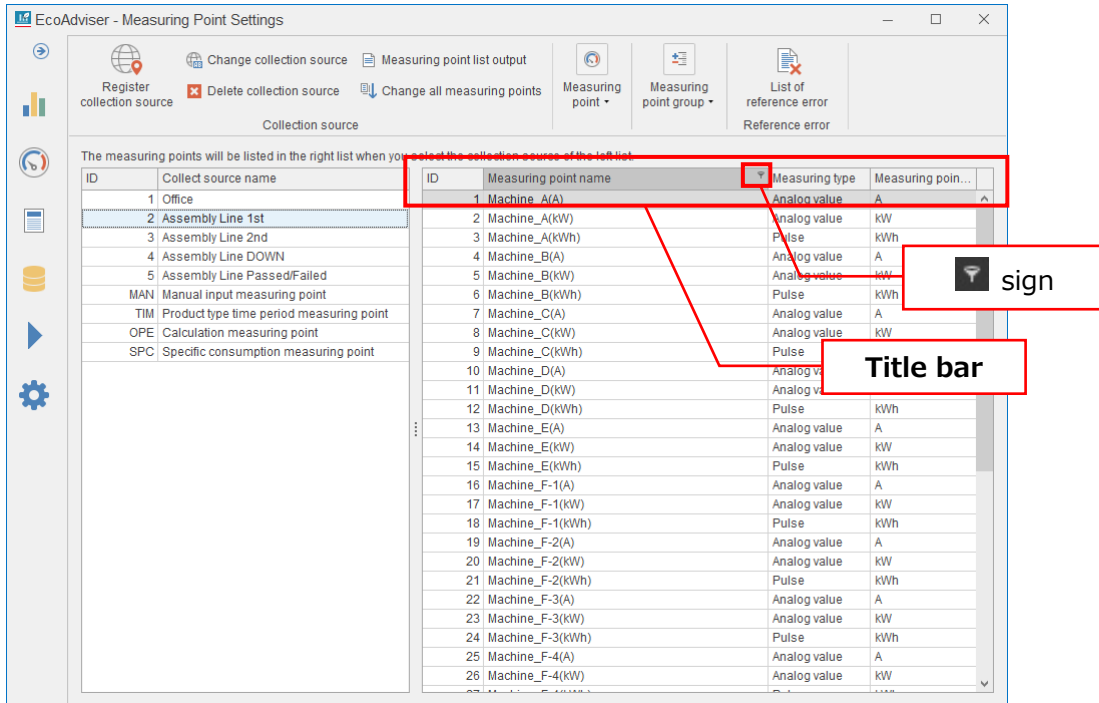 EcoAdviser - Measuring Point Settings
Register collection source
Change collection source
Delete collection source
Measuring point list output
Change all measuring points
Collection source
Measuring point
Measuring point group
List of reference error
Reference error
The measuring points will be listed in the right list when you select the collection source of the left list.
ID Collect source name
1 Office
2 Assembly Line 1st
3 Assembly Line 2nd
4 Assembly Line DOWN
5 Assembly Line Passed/Failed
MAN Manual input measuring point
TIM Product type time period measuring point
OPE Calculation measuring point
SPC Specific consumption measuring point
ID Measuring point name Measuring type Measuring poin...
1 Machine_A(A) Analog value A
2 Machine_A(kW) Analog value kW
3 Machine_A(kWh) Pulse kWh
4 Machine_B(A) Analog value A
5 Machine_B(kW) Analog value kW
6 Machine_B(kWh) Pulse kWh
7 Machine_C(A) Analog value A
8 Machine_C(kW) Analog value kW
9 Machine_C(kWh) Pulse
10 Machine_D(A) Analog va
11 Machine_D(kW) Analog va
12 Machine_D(kWh) Pulse kWh
13 Machine_E(A) Analog value A
14 Machine_E(kW) Analog value kW
15 Machine_E(kWh) Pulse kWh
16 Machine_F-1(A) Analog value A
17 Machine_F-1(kW) Analog value kW
18 Machine_F-1(kWh) Pulse kWh
19 Machine_F-2(A) Analog value A
20 Machine_F-2(kW) Analog value kW
21 Machine_F-2(kWh) Pulse kWh
22 Machine_F-3(A) Analog value A
23 Machine_F-3(kW) Analog value kW
24 Machine_F-3(kWh) Pulse kWh
25 Machine_F-4(A) Analog value A
26 Machine_F-4(kW) Analog value kW
sign
Title bar